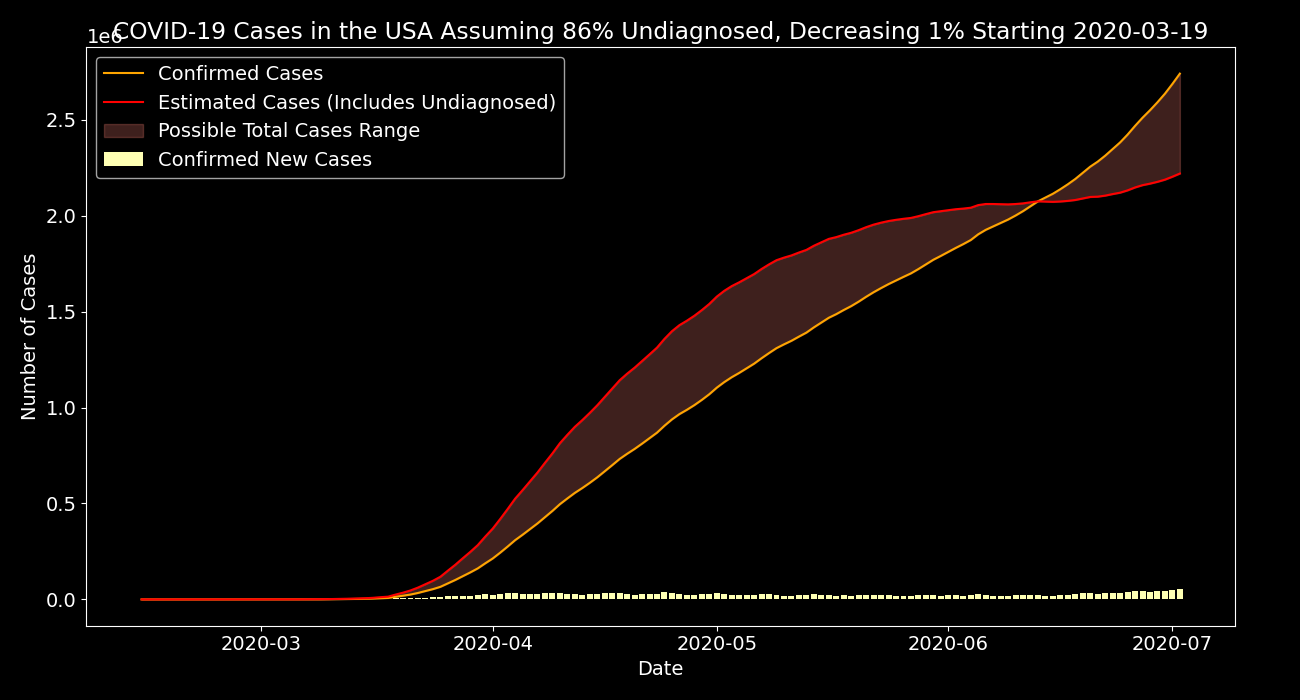 COVID-19 Cases in the USA Assuming 86% Undiagnosed, Decreasing 1% Starting 2020-03-19
1e6
Confirmed Cases
Estimated Cases (Includes Undiagnosed)
Possible Total Cases Range
Confirmed New Cases
2.5
2.0
1.5
1.0
0.5
0.0
Number of Cases
2020-03 2020-04 2020-05 2020-06 2020-07
Date